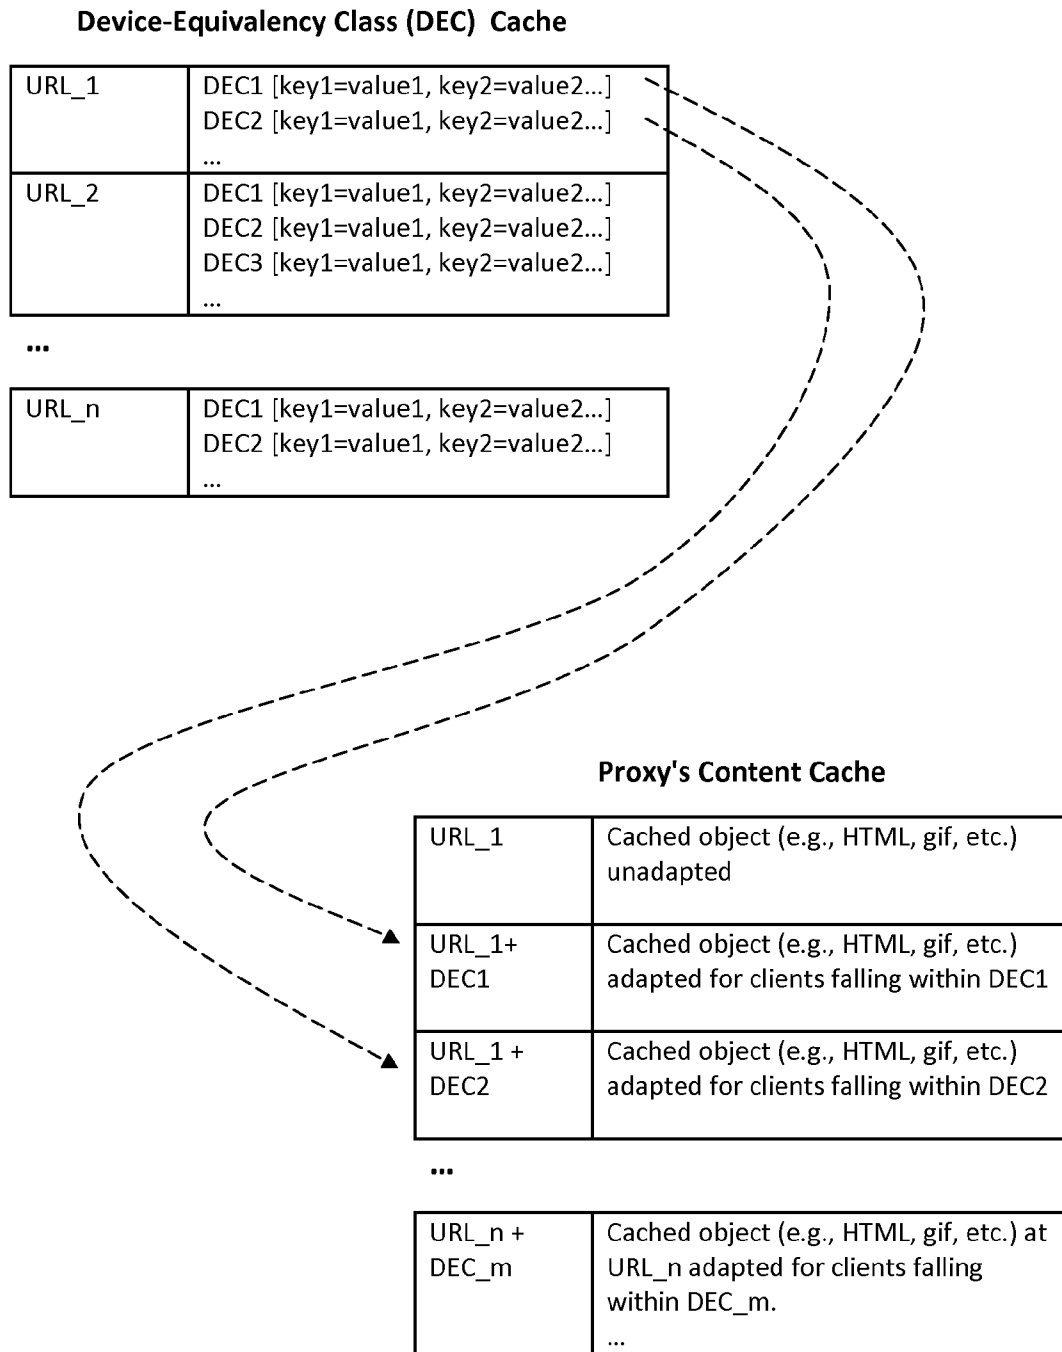 Device-Equivalency Class (DEC) Cache
URL_1
DEC1 [key1=value1, key2=value2...]
DEC2 [key1=value1, key2=value2...]
...
URL_2
DEC1 [key1=value1, key2=value2...]
DEC2 [key1=value1, key2=value2...]
DEC3 [key1=value1, key2=value2...]
...
...
URL_n
DEC1 [key1=value1, key2=value2...]
DEC2 [key1=value1, key2=value2...]
...
Proxy's Content Cache
URL_1
Cached object (e.g., HTML, gif, etc.)
unadapted
URL_1+
DEC1
Cached object (e.g., HTML, gif, etc.)
adapted for clients falling within DEC1
URL_1 +
DEC2
Cached object (e.g., HTML, gif, etc.)
adapted for clients falling within DEC2
...
URL_n +
DEC_m
Cached object (e.g., HTML, gif, etc.) at
URL_n adapted for clients falling
within DEC_m.
...